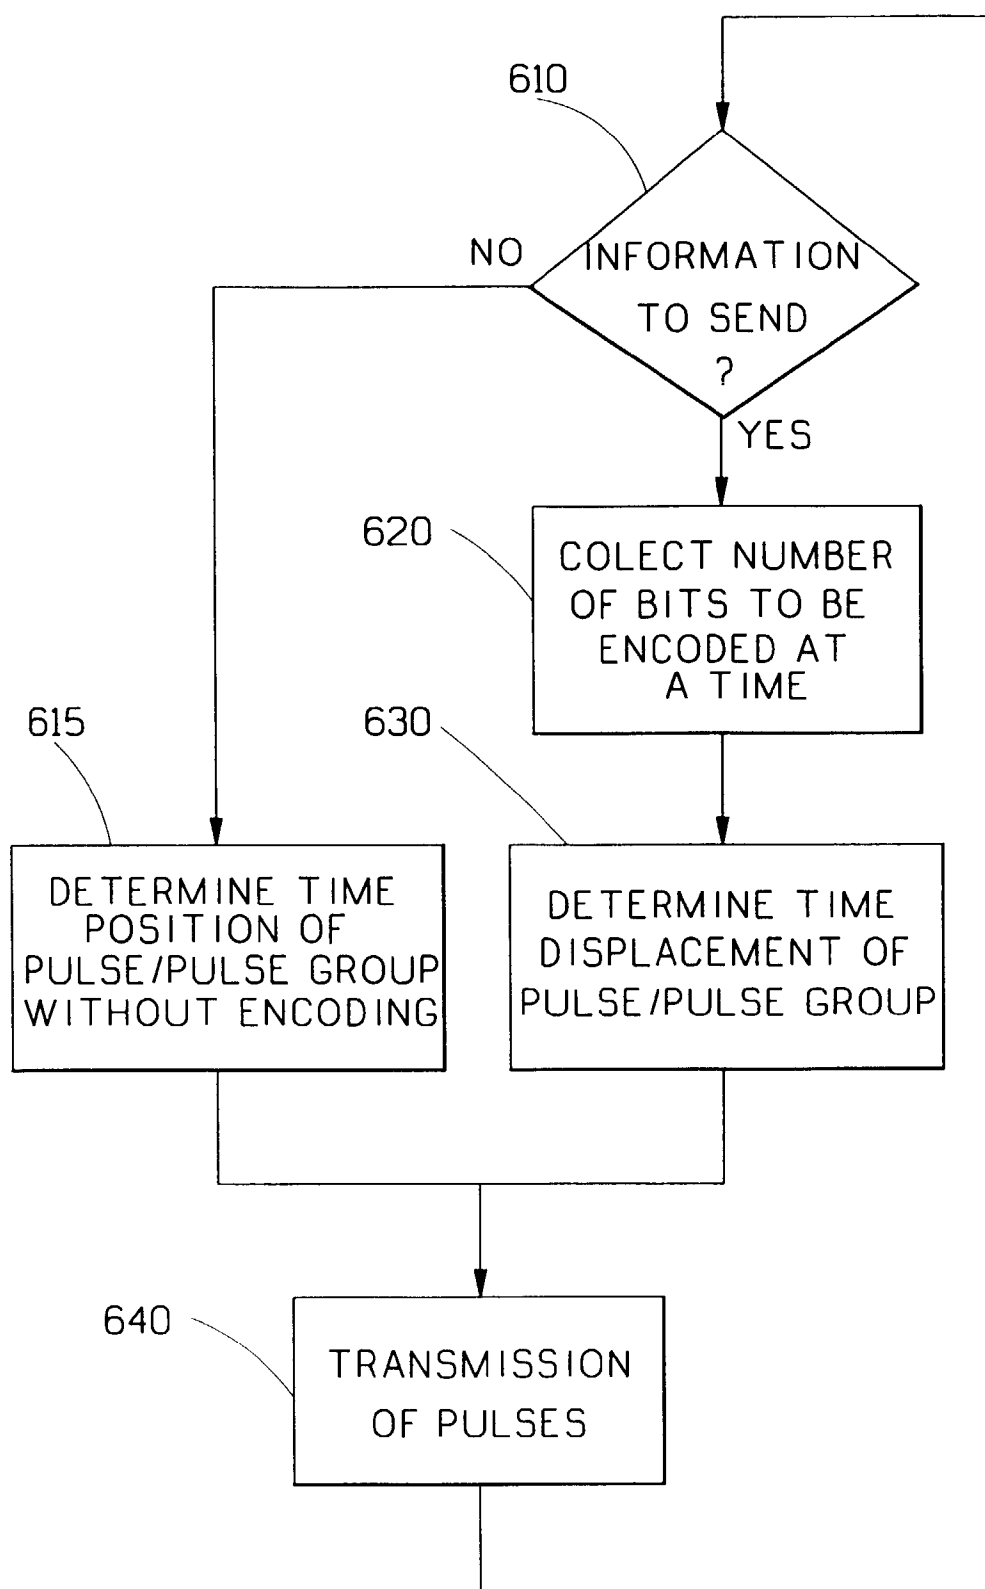 610
NO
INFORMATION
TO SEND
?
YES
620
COLECT NUMBER
OF BITS TO BE
ENCODED AT
A TIME
615
630
DETERMINE TIME
POSITION OF
PULSE/PULSE GROUP
WITHOUT ENCODING
DETERMINE TIME
DISPLACEMENT OF
PULSE/PULSE GROUP
640
TRANSMISSION
OF PULSES